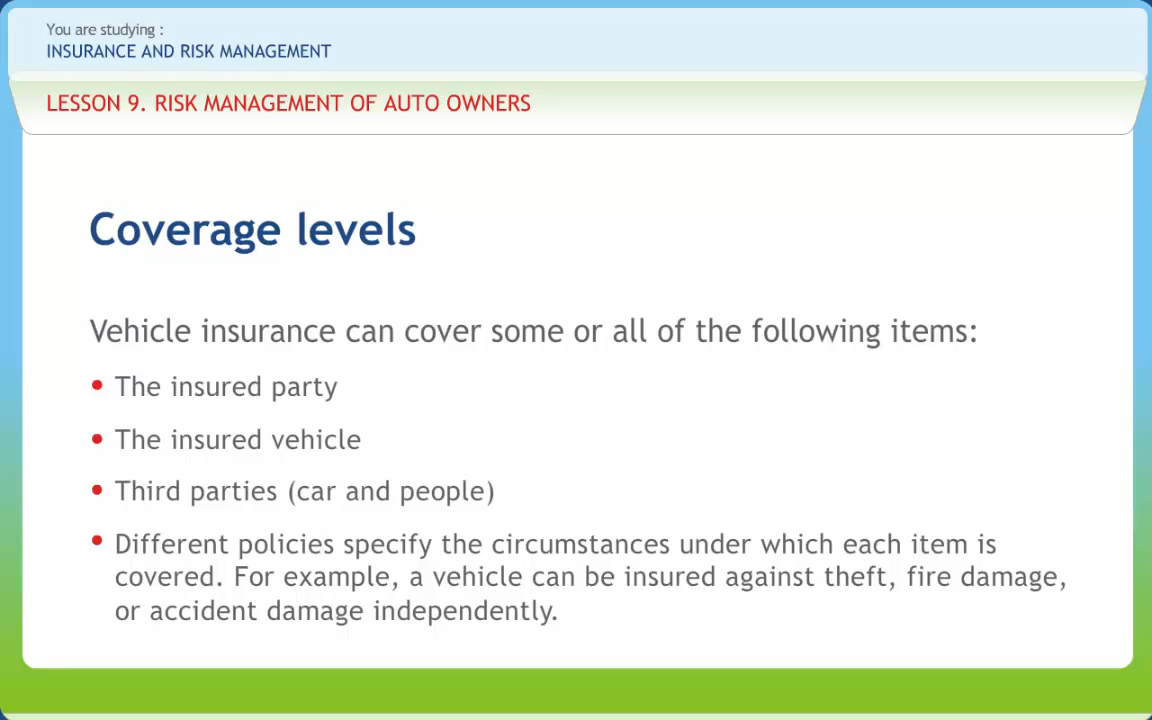 You are studying :
INSURANCE AND RISK MANAGEMENT
LESSON 9. RISK MANAGEMENT OF AUTO OWNERS
Coverage levels
Vehicle insurance can cover some or all of the following items:
• The insured party
• The insured vehicle
• Third parties (car and people)
• Different policies specify the circumstances under which each item is
covered. For example, a vehicle can be insured against theft, fire damage,
or accident damage independently.